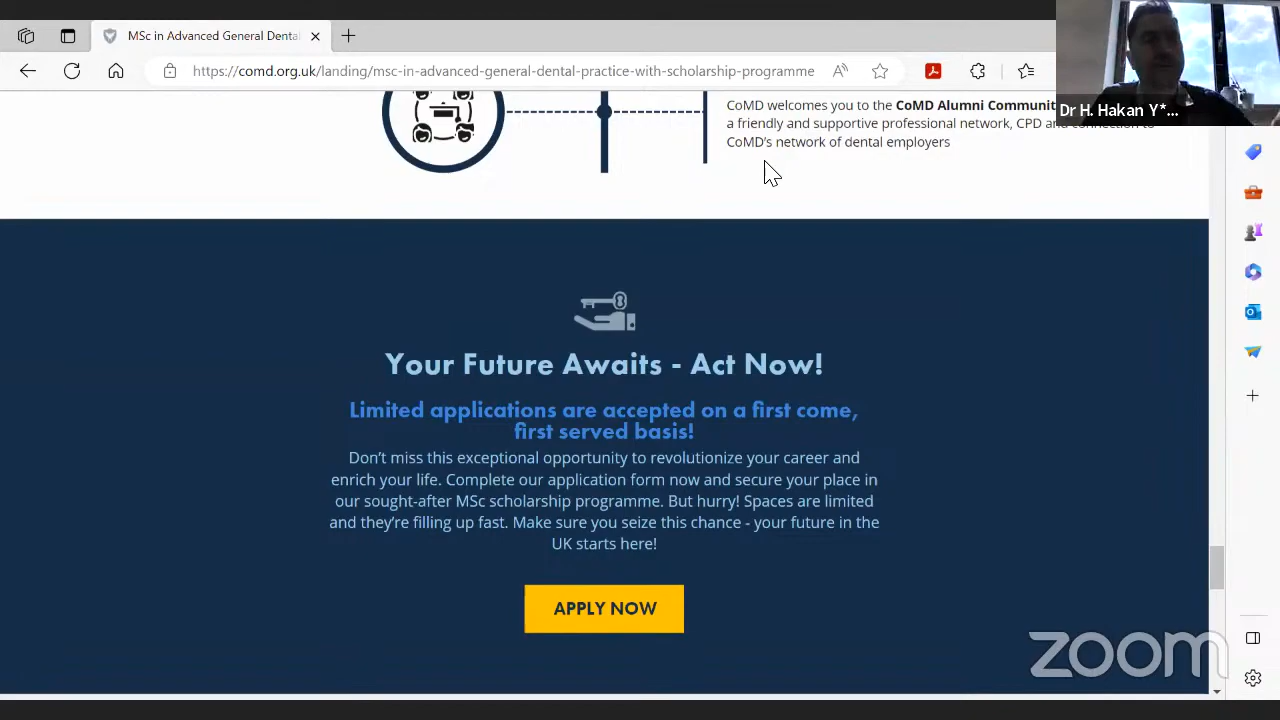 MSc in Advanced General Denta
https://comd.org.uk/landing/msc-in-advanced-general-dental-practice-with-scholarship-programme
Dr H. Hakan Y*...
CoMD welcomes you to the CoMD Alumni Communit
a friendly and supportive professional network, CPD and connection to
CoMD's network of dental employers
Your Future Awaits - Act Now!
Limited applications are accepted on a first come,
first served basis!
Don't miss this exceptional opportunity to revolutionize your career and
enrich your life. Complete our application form now and secure your place in
our sought-after MSc scholarship programme. But hurry! Spaces are limited
and they're filling up fast. Make sure you seize this chance - your future in the
UK starts here!
APPLY NOW
zoom